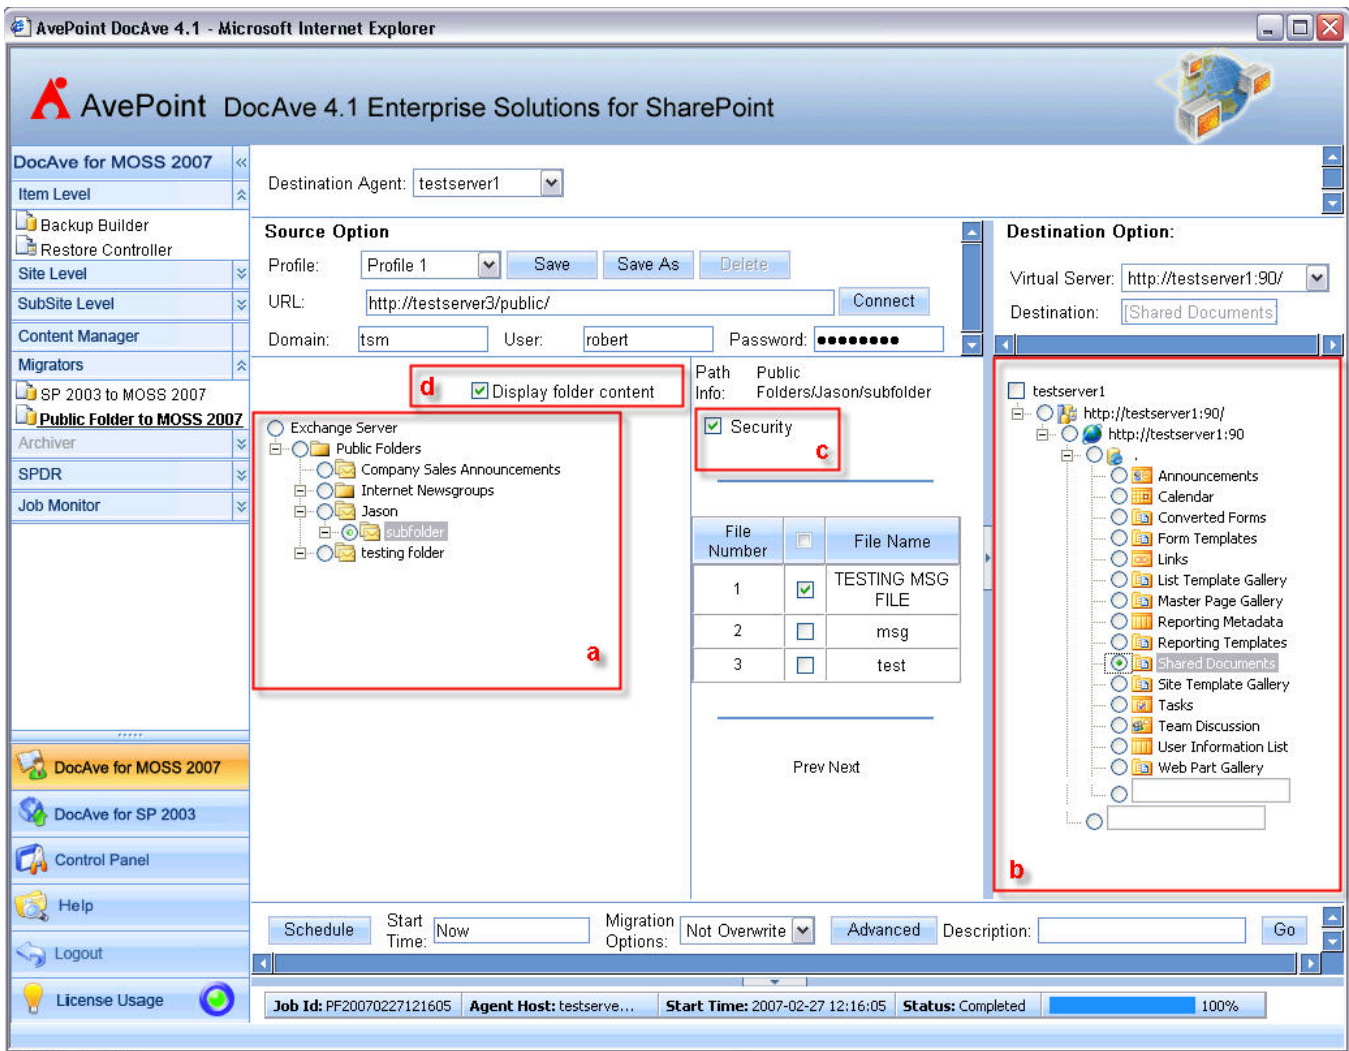 AvePoint DocAve 4.1 - Microsoft Internet Explorer
AvePoint DocAve 4.1 Enterprise Solutions for SharePoint
DocAve for MOSS 2007
Item Level
Backup Builder
Restore Controller
Site Level
SubSite Level
Content Manager
Migrators
SP 2003 to MOSS 2007
Public Folder to MOSS 2007
Archiver
SPDR
Job Monitor
DocAve for MOSS 2007
DocAve for SP 2003
Control Panel
Help
Logout
License Usage
Destination Agent: testserver1
Source Option
Profile: Profile 1 Save Save As Delete
URL: http://testserver3/public/ Connect
Domain: tsm User: robert Password: ●●●●●●●●
Destination Option:
Virtual Server: http://testserver1:90/
Destination: [Shared Documents]
d
Display folder content
Exchange Server
Public Folders
Company Sales Announcements
Internet Newsgroups
Jason
subfolder
testing folder
a
Path Info: Public Folders/Jason/subfolder
Security
c
File Number File Name
1 TESTING MSG FILE
2 msg
3 test
Prev Next
testserver1
http://testserver1:90/
http://testserver1:90
.
Announcements
Calendar
Converted Forms
Form Templates
Links
List Template Gallery
Master Page Gallery
Reporting Metadata
Reporting Templates
Shared Documents
Site Template Gallery
Tasks
Team Discussion
User Information List
Web Part Gallery
b
Schedule Start Time: Now Migration Options: Not Overwrite Advanced Description: Go
Job Id: PF20070227121605 Agent Host: testserve... Start Time: 2007-02-27 12:16:05 Status: Completed 100%